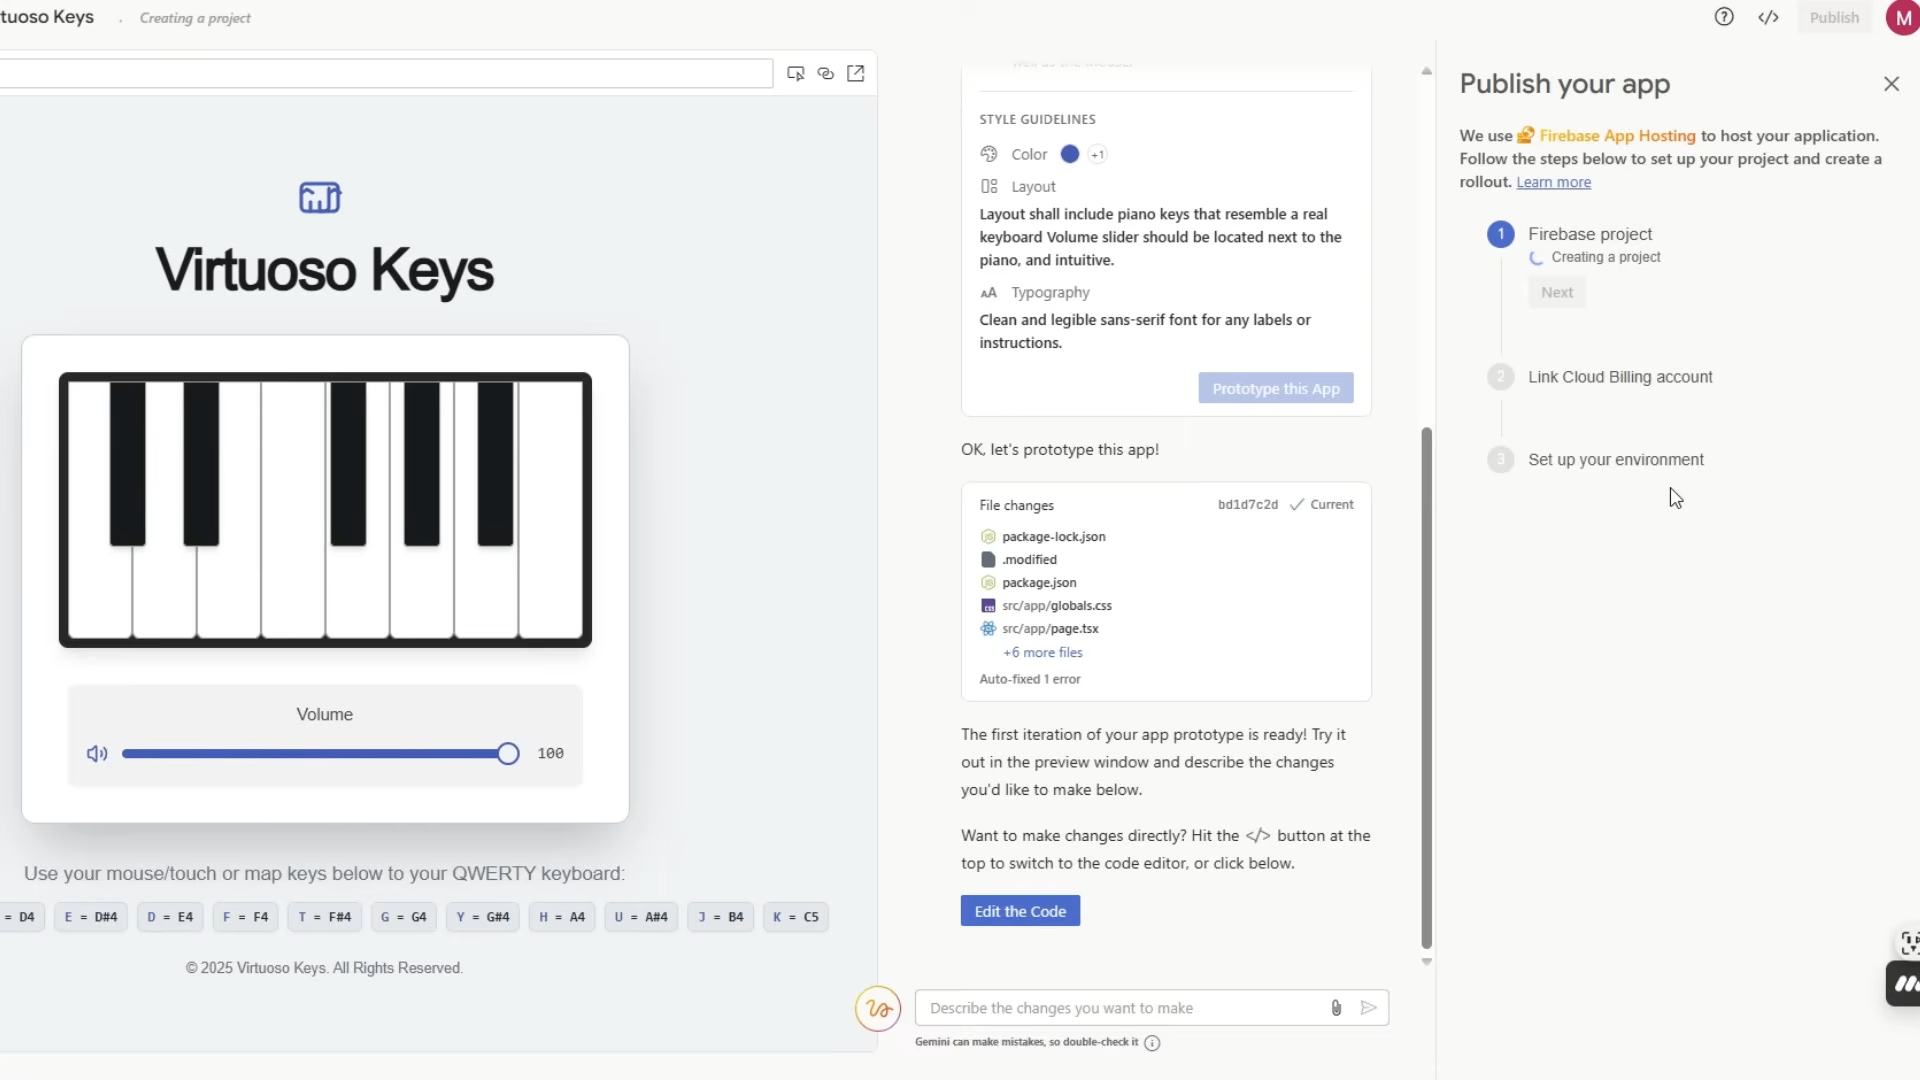 tuoso Keys
Creating a project
Publish
M
Virtuoso Keys
Volume
100
Use your mouse/touch or map keys below to your QWERTY keyboard:
= D4
E = D#4
D = E4
F = F4
T = F#4
G = G4
Y = G#4
H = A4
U = A#4
J = B4
K = C5
© 2025 Virtuoso Keys. All Rights Reserved.
well as the mouse.
STYLE GUIDELINES
Color
+1
Layout
Layout shall include piano keys that resemble a real
keyboard Volume slider should be located next to the
piano, and intuitive.
AA Typography
Clean and legible sans-serif font for any labels or
instructions.
Prototype this App
OK, let's prototype this app!
File changes
bd1d7c2d
Current
package-lock.json
.modified
package.json
src/app/globals.css
src/app/page.tsx
+6 more files
Auto-fixed 1 error
The first iteration of your app prototype is ready! Try it
out in the preview window and describe the changes
you'd like to make below.
Want to make changes directly? Hit the </> button at the
top to switch to the code editor, or click below.
Edit the Code
Describe the changes you want to make
Gemini can make mistakes, so double-check it
Publish your app
We use Firebase App Hosting to host your application.
Follow the steps below to set up your project and create a
rollout. Learn more
1 Firebase project
Creating a project
Next
2 Link Cloud Billing account
3 Set up your environment